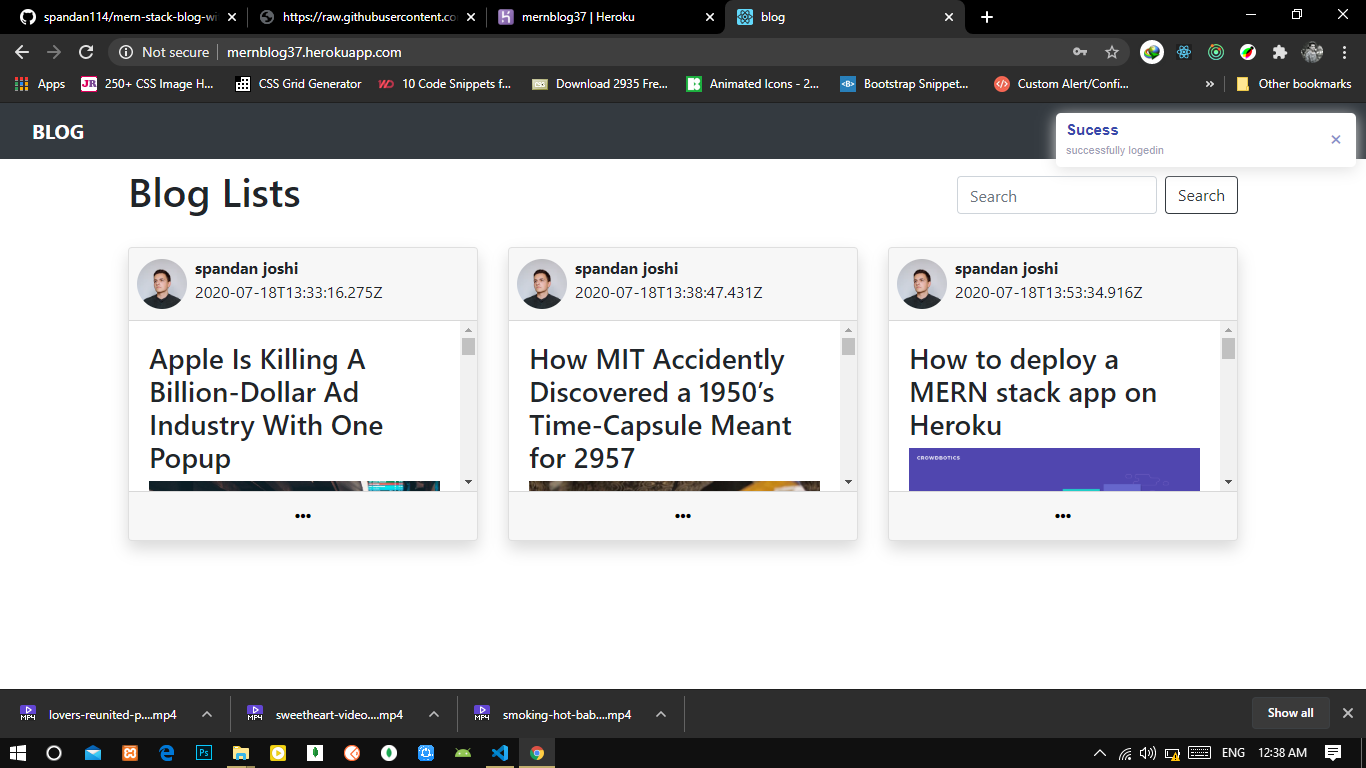 spandan114/mern-stack-blog-wi
https://raw.githubusercontent.co
mernblog37 | Heroku
blog
Not secure
mernblog37.herokuapp.com
Apps
JR
250+ CSS Image H...
CSS Grid Generator
10 Code Snippets f...
Download 2935 Fre...
Animated Icons - 2...
Bootstrap Snippet...
Custom Alert/Confi...
»
Other bookmarks
BLOG
Sucess
successfully logedin
Blog Lists
Search
Search
spandan joshi
2020-07-18T13:33:16.275Z
Apple Is Killing A
Billion-Dollar Ad
Industry With One
Popup
spandan joshi
2020-07-18T13:38:47.431Z
How MIT Accidently
Discovered a 1950’s
Time-Capsule Meant
for 2957
spandan joshi
2020-07-18T13:53:34.916Z
How to deploy a
MERN stack app on
Heroku
CROWDBOTICS
•••
•••
•••
MP4
lovers-reunited-p....mp4
MP4
sweetheart-video....mp4
MP4
smoking-hot-bab....mp4
Show all
Ps
ENG
12:38 AM